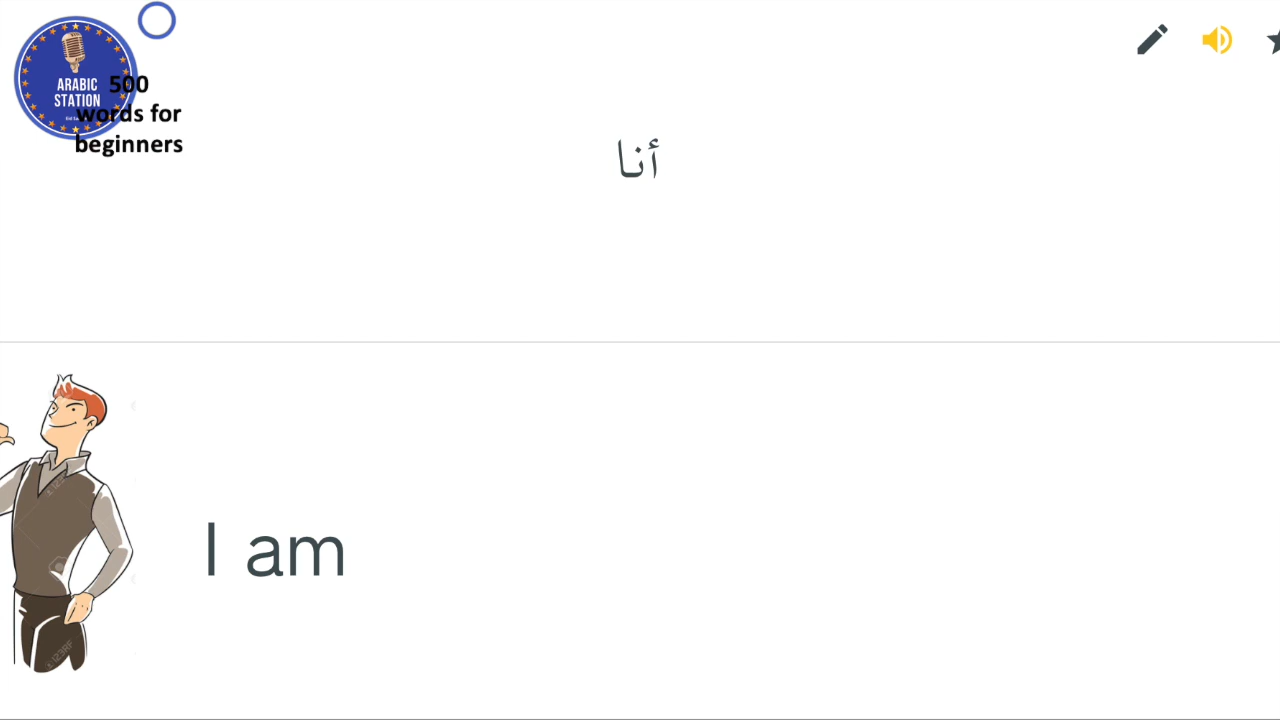 ARABIC
STATION
500
words for
beginners
أنا
I am